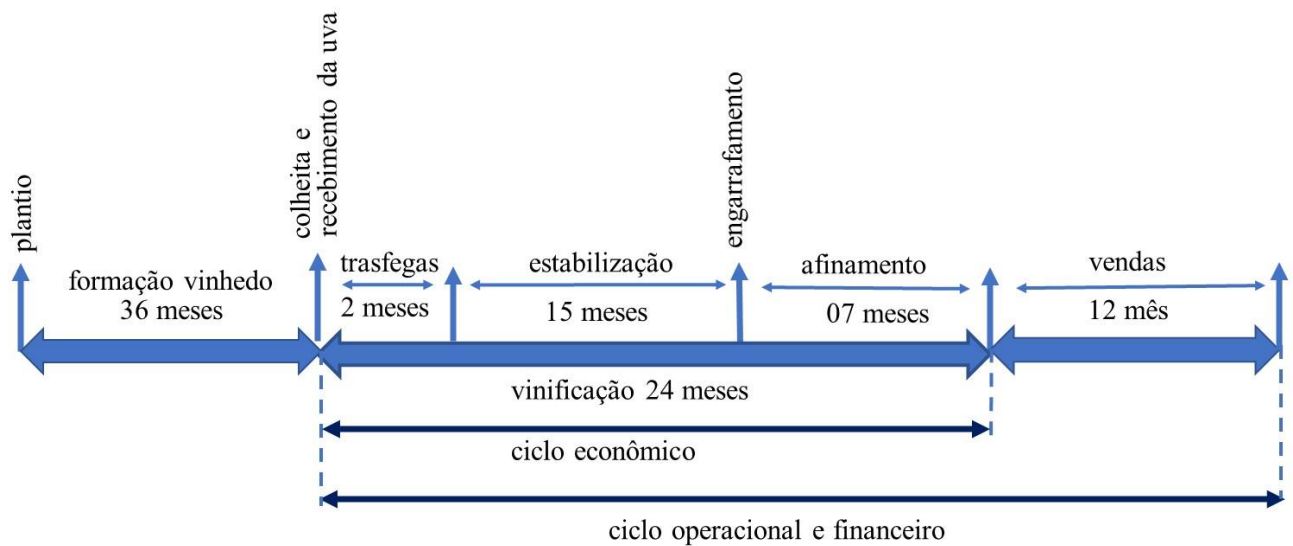 plantio
formação vinhedo
36 meses
colheita e
recebimento da uva
trasfegas
2 meses
estabilização
15 meses
engarrafamento
afinamento
07 meses
vendas
12 mês
vinificação 24 meses
ciclo econômico
ciclo operacional e financeiro